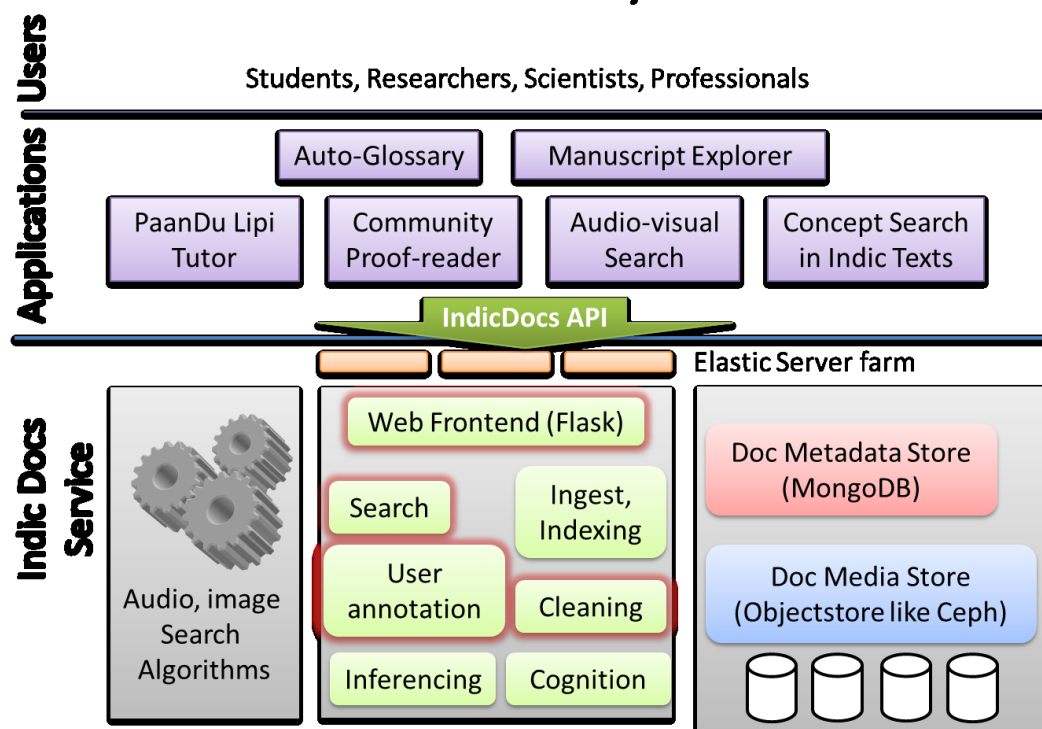 Users
Students, Researchers, Scientists, Professionals
Applications
Auto-Glossary
Manuscript Explorer
PaanDu Lipi
Tutor
Community
Proof-reader
Audio-visual
Search
Concept Search
in Indic Texts
IndicDocs API
Elastic Server farm
Indic Docs
Service
Audio, image
Search
Algorithms
Web Frontend (Flask)
Search
Ingest,
Indexing
User
annotation
Cleaning
Inferencing
Cognition
Doc Metadata Store
(MongoDB)
Doc Media Store
(Objectstore like Ceph)